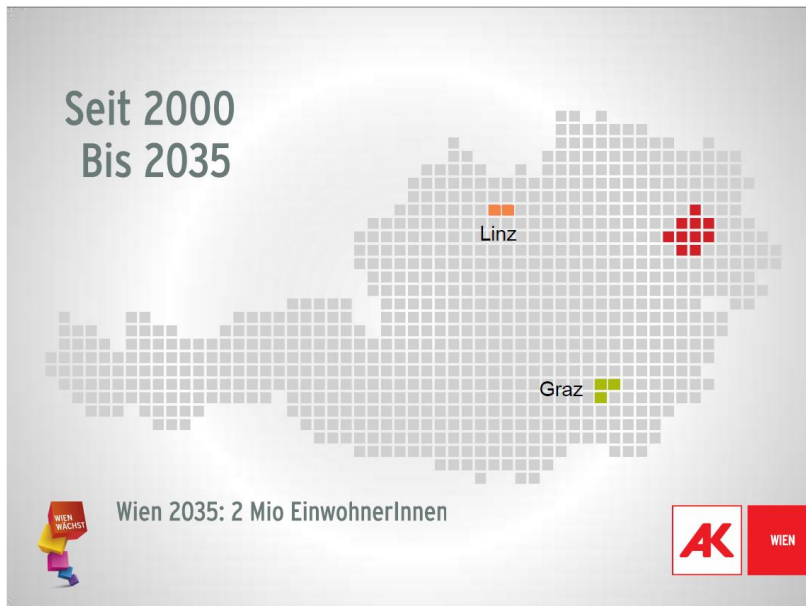 Seit 2000
Bis 2035
Linz
Graz
Wien 2035: 2 Mio EinwohnerInnen
WIEN
WÄCHST
AK
WIEN